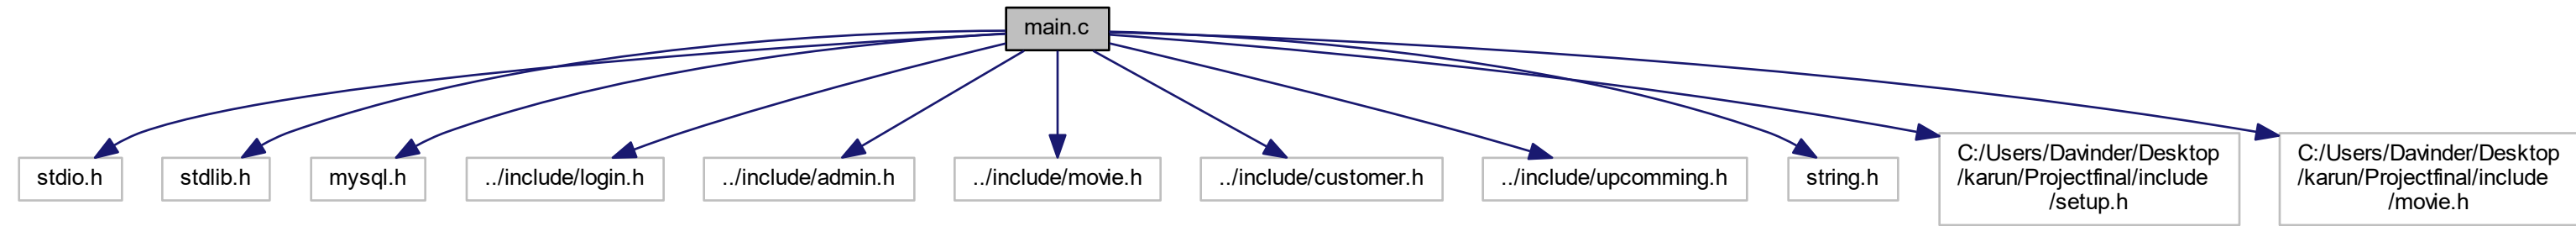 main.c
stdio.h
stdlib.h
mysql.h
../include/login.h
../include/admin.h
../include/movie.h
../include/customer.h
../include/upcomming.h
string.h
C:/Users/Davinder/Desktop
/karun/Projectfinal/include
/setup.h
C:/Users/Davinder/Desktop
/karun/Projectfinal/include
/movie.h